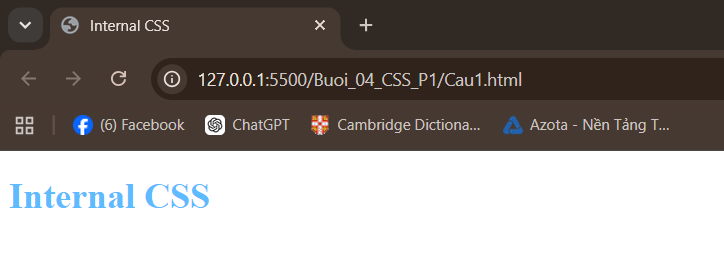 Internal CSS
127.0.0.1:5500/Buoi_04_CSS_P1/Cau1.html
(6) Facebook ChatGPT Cambridge Dictiona... Azota - Nền Tảng T...
Internal CSS